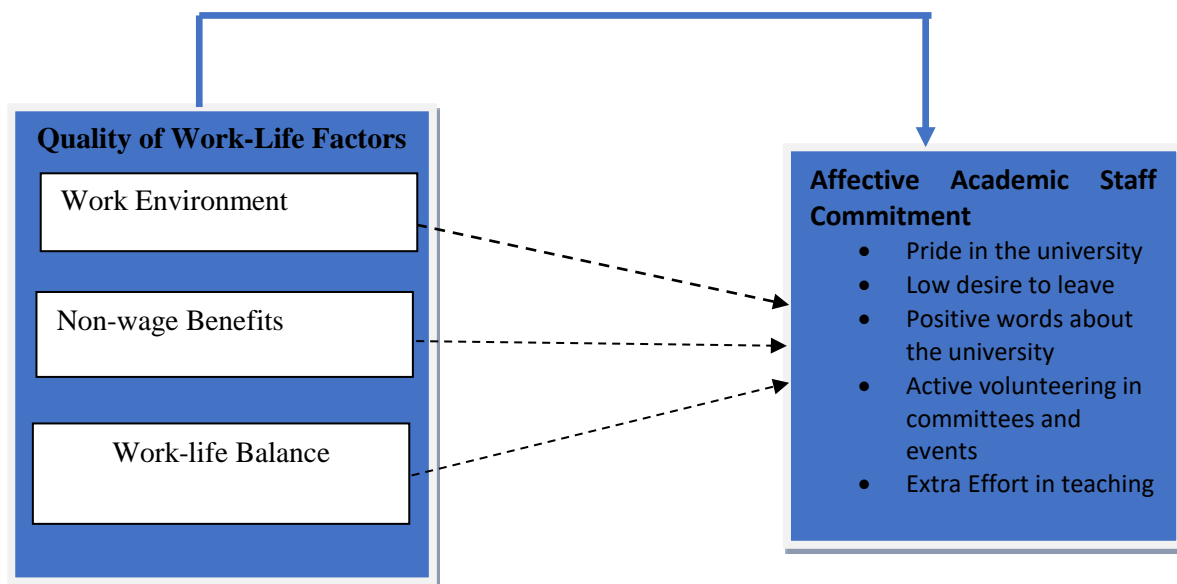 Quality of Work-Life Factors
Work Environment
Non-wage Benefits
Work-life Balance
Affective Academic Staff
Commitment
• Pride in the university
• Low desire to leave
• Positive words about
the university
• Active volunteering in
committees and
events
• Extra Effort in teaching